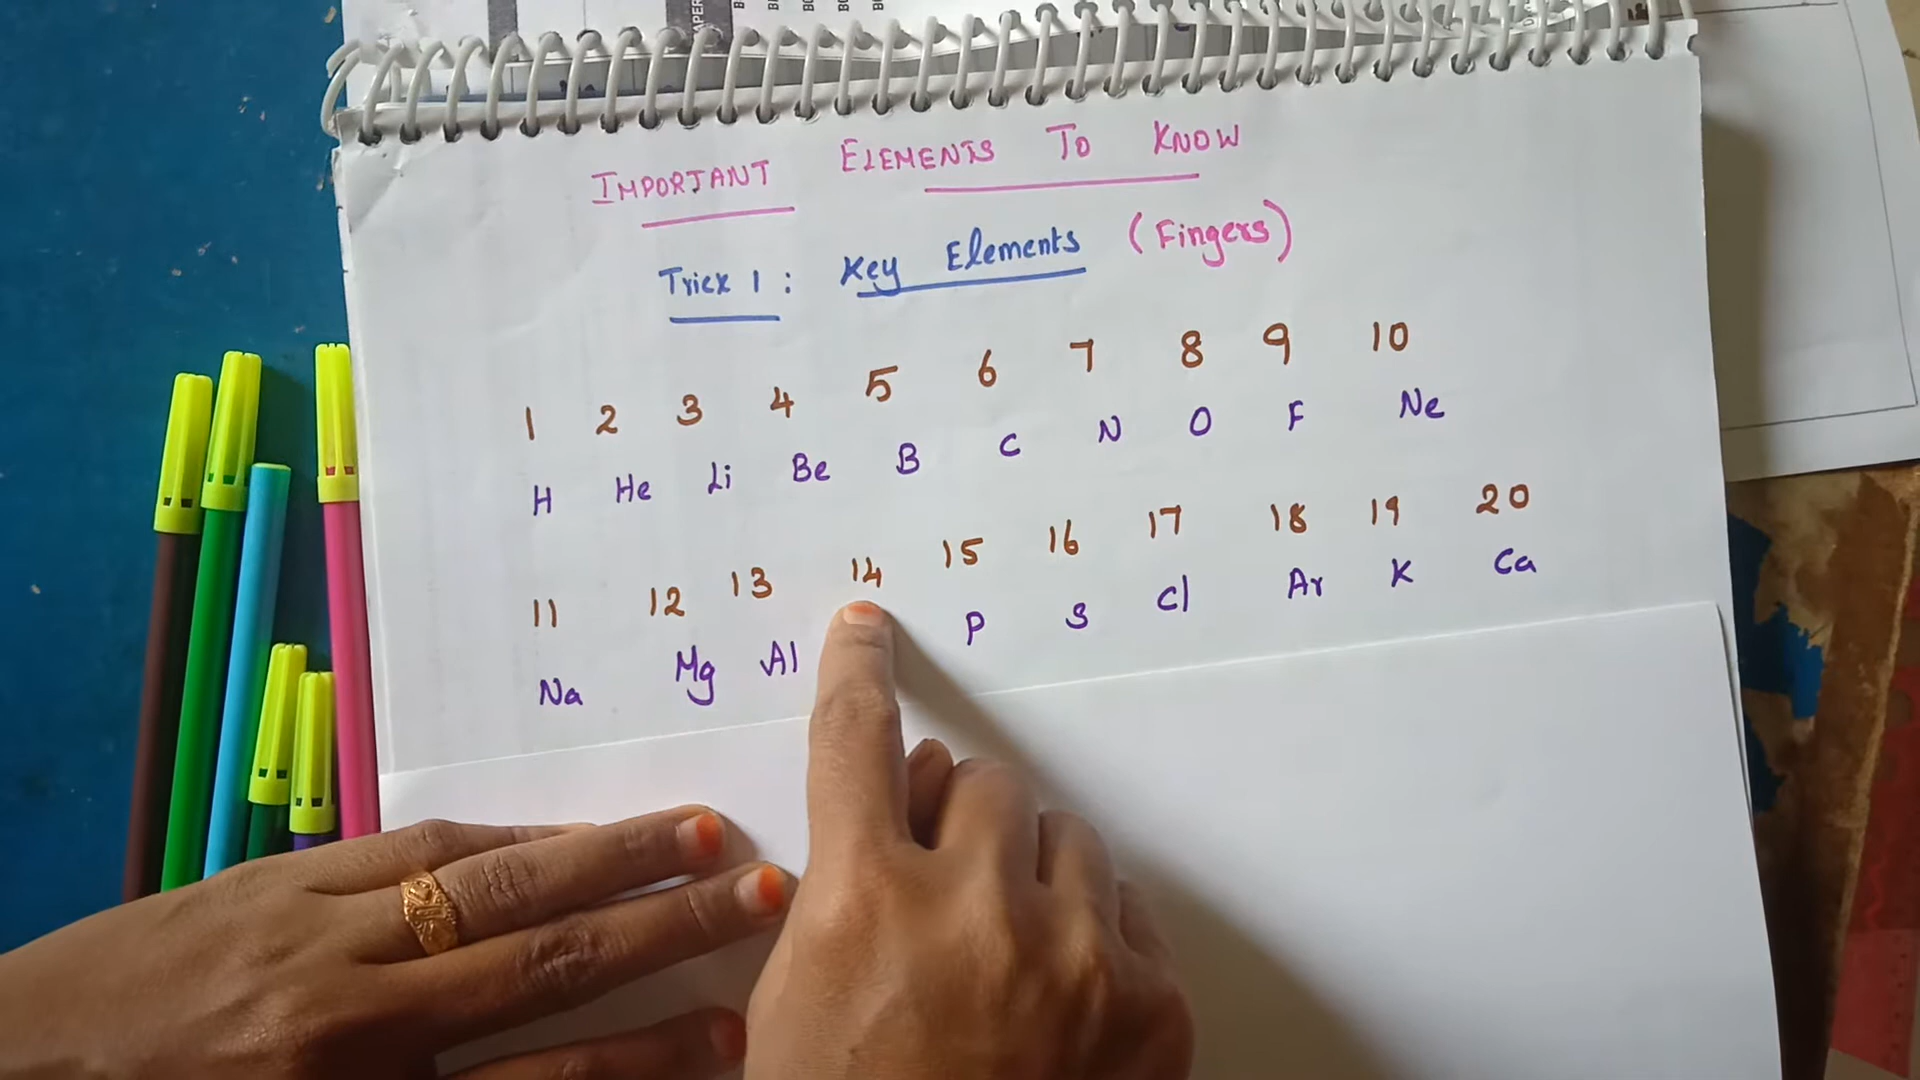 IMPORTANT ELEMENTS TO KNOW
Trick 1 : Key Elements (Fingers)
1 2 3 4 5 6 7 8 9 10
H He Li Be B C N O F Ne
11 12 13 14 15 16 17 18 19 20
Na Mg Al P S Cl Ar K Ca